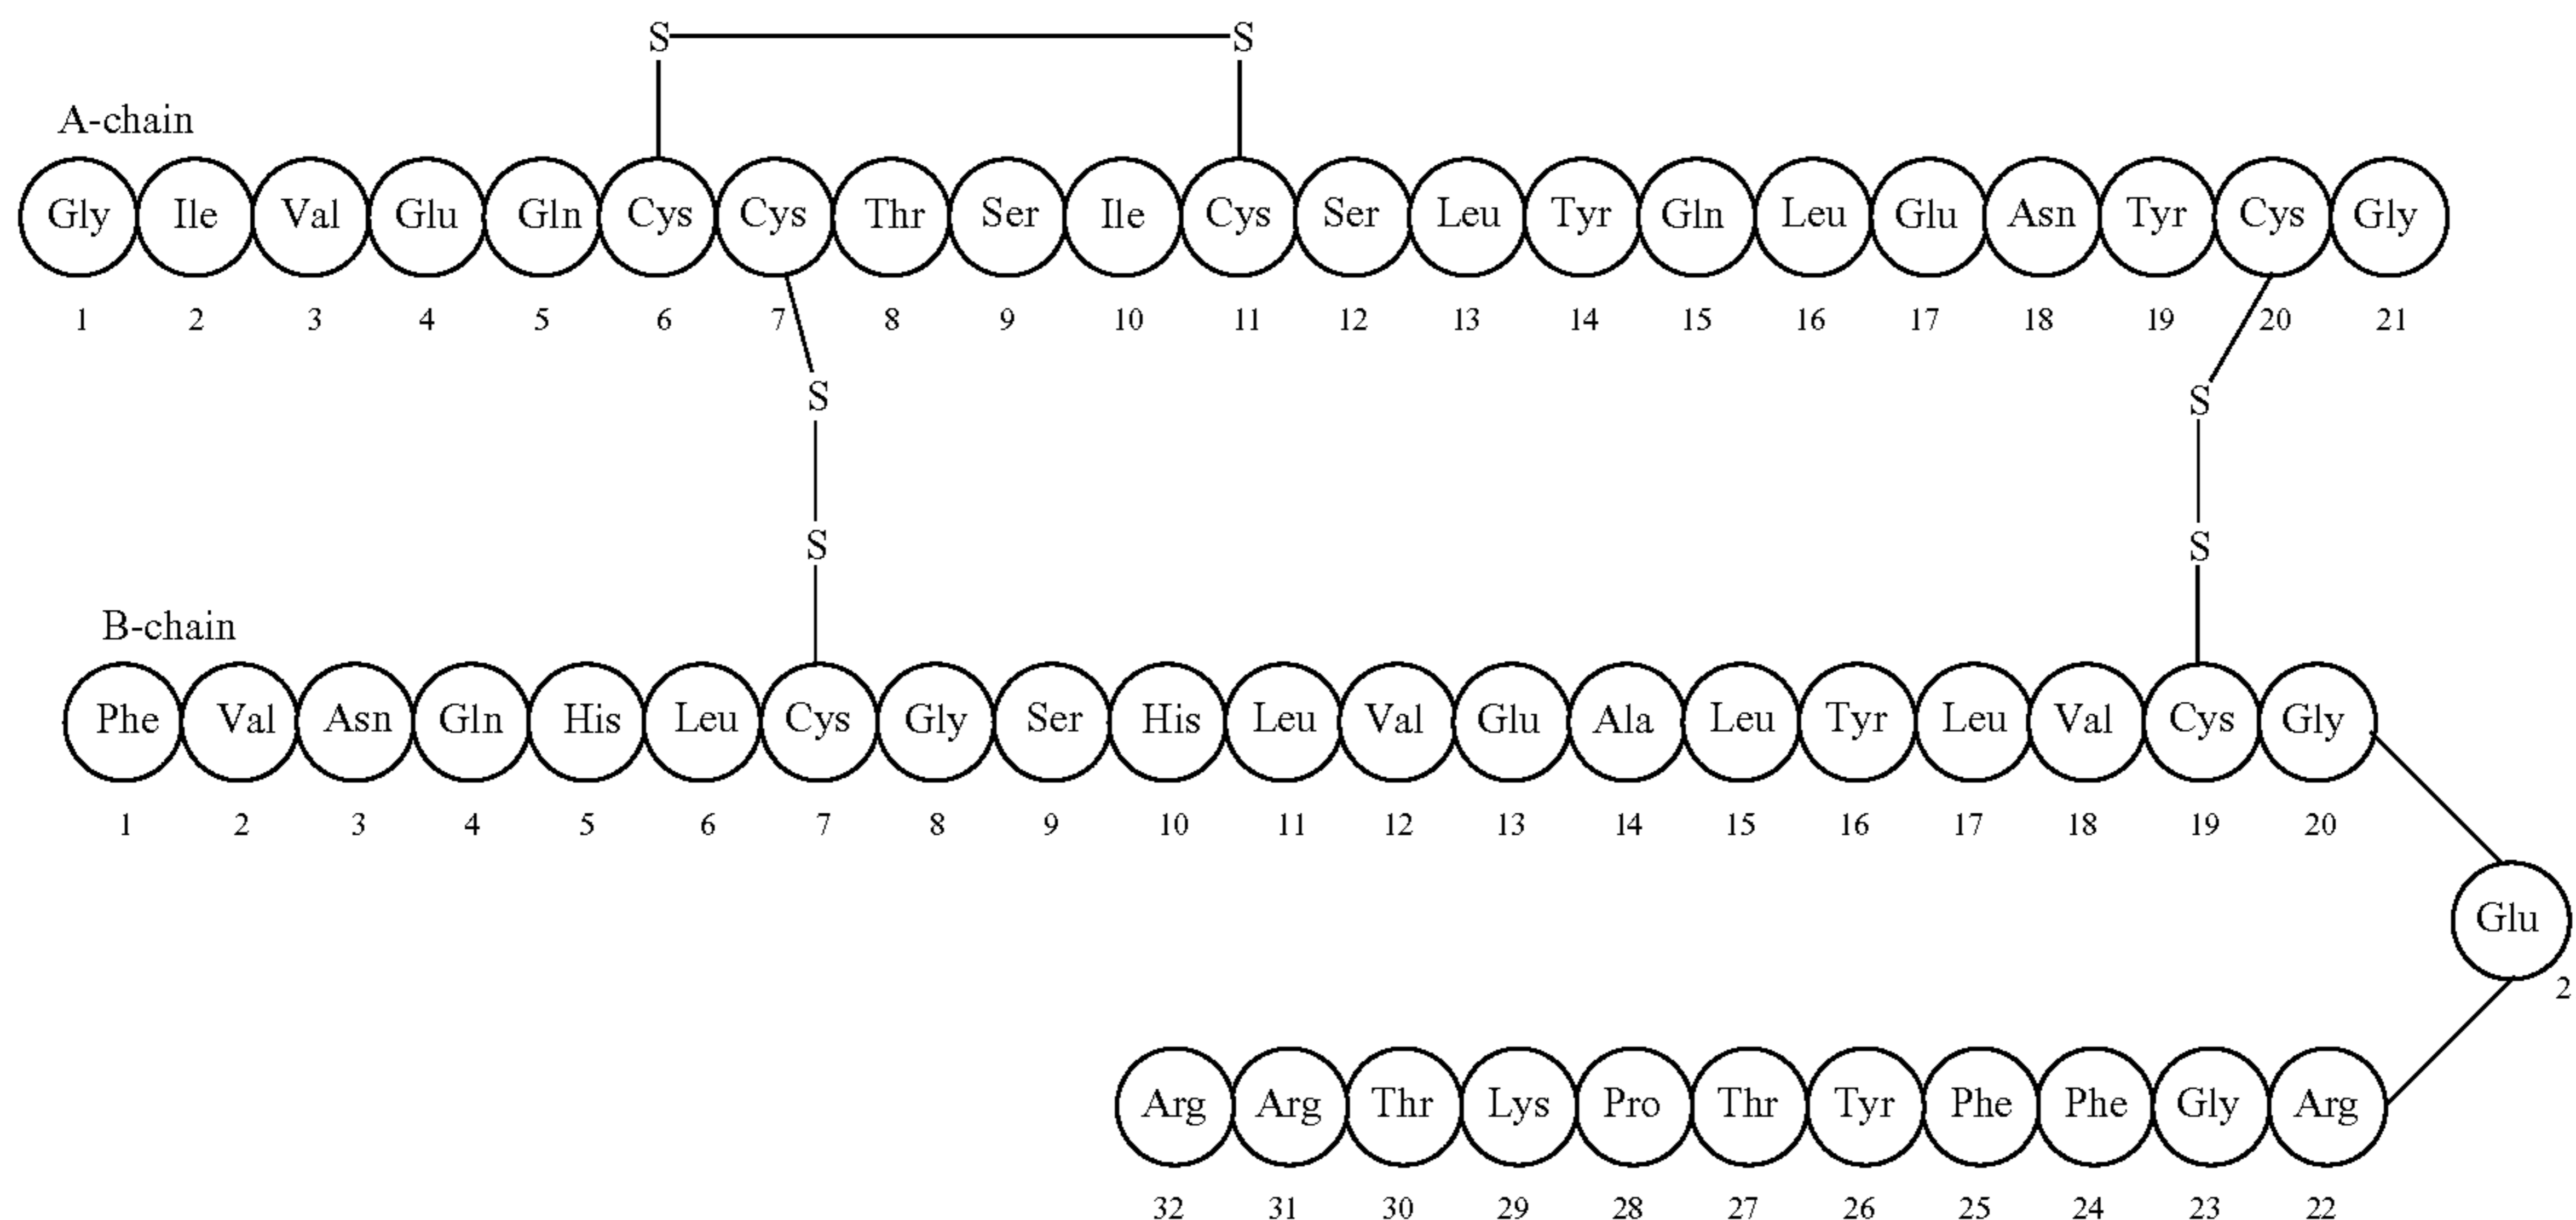 S S
A-chain
Gly Ile Val Glu Gln Cys Cys Thr Ser Ile Cys Ser Leu Tyr Gln Leu Glu Asn Tyr Cys Gly
1 2 3 4 5 6 7 8 9 10 11 12 13 14 15 16 17 18 19 20 21
S S
S S
B-chain
Phe Val Asn Gln His Leu Cys Gly Ser His Leu Val Glu Ala Leu Tyr Leu Val Cys Gly
1 2 3 4 5 6 7 8 9 10 11 12 13 14 15 16 17 18 19 20
Glu
2
Arg Arg Thr Lys Pro Thr Tyr Phe Phe Gly Arg
32 31 30 29 28 27 26 25 24 23 22